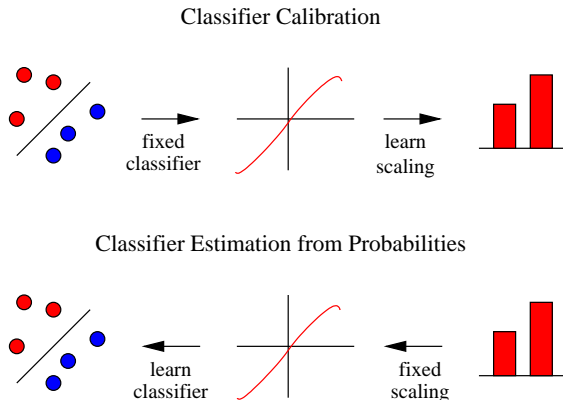 Classifier Calibration
fixed
classifier
learn
scaling
Classifier Estimation from Probabilities
learn
classifier
fixed
scaling